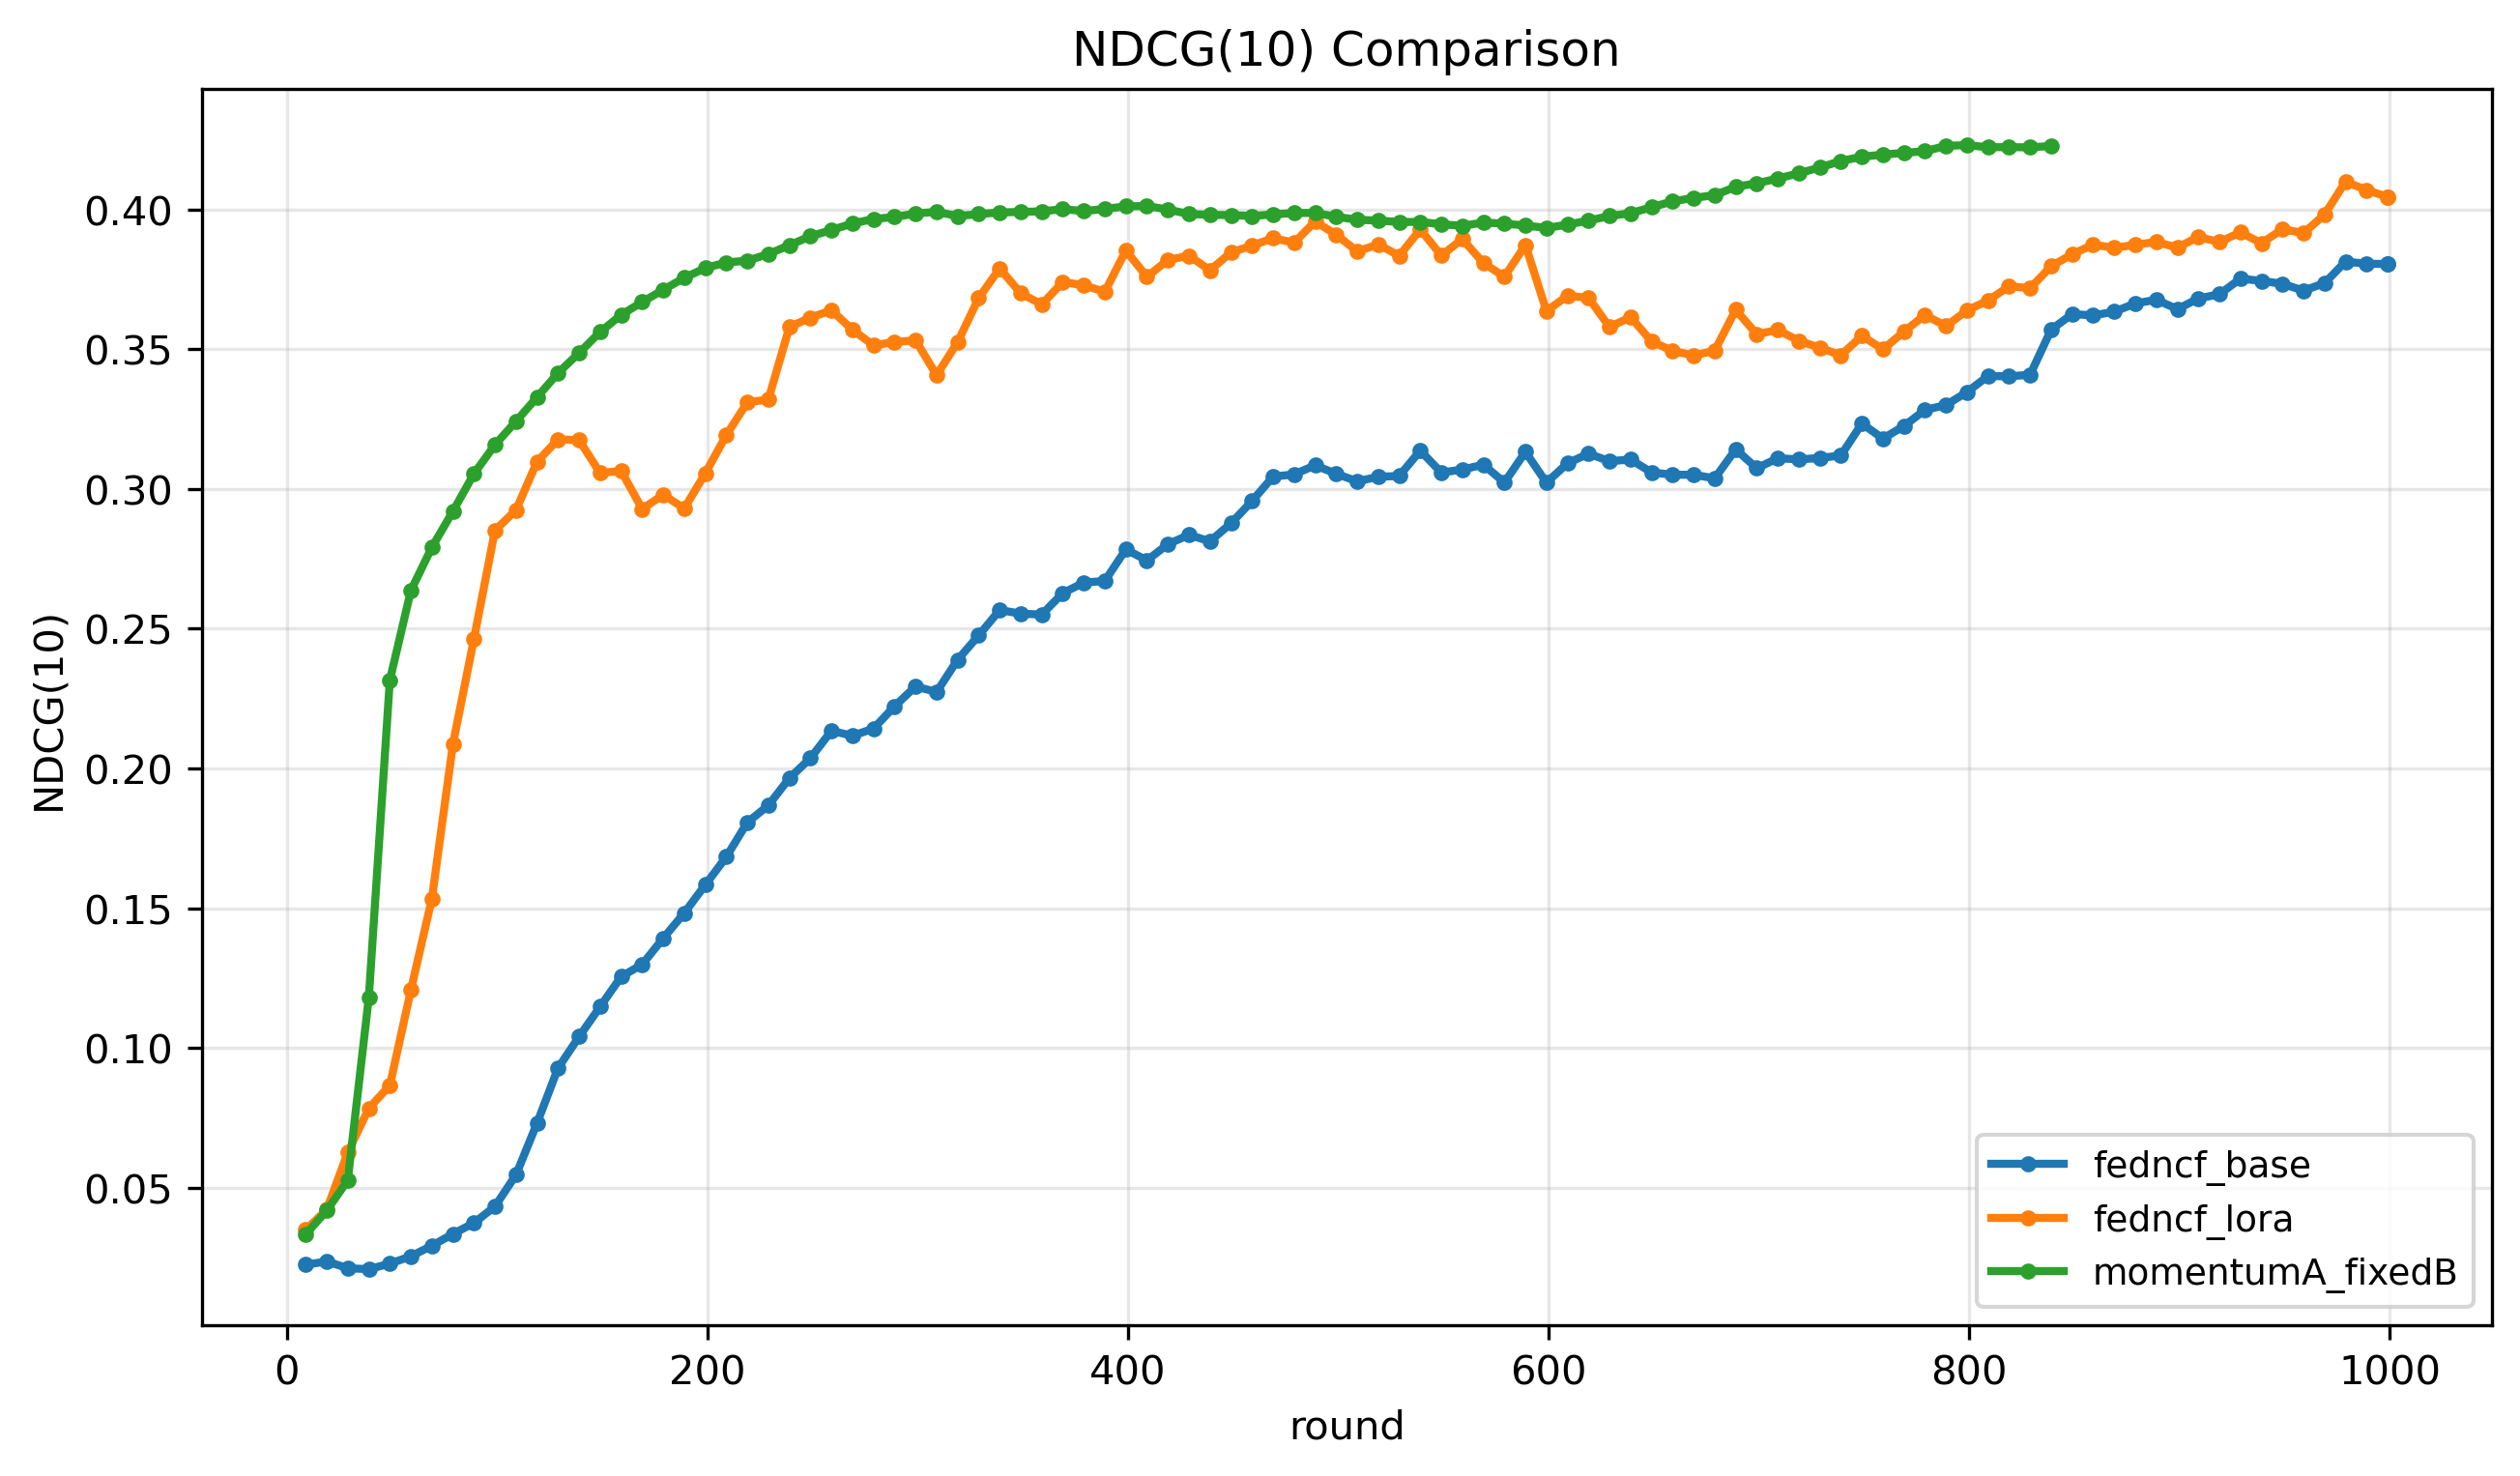 NDCG(10) Comparison
NDCG(10)
0.40
0.35
0.30
0.25
0.20
0.15
0.10
0.05
0 200 400 600 800 1000
round
fedncf_base
fedncf_lora
momentumA_fixedB